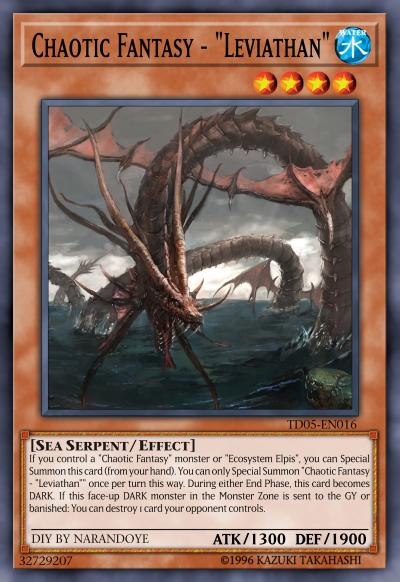 Chaotic Fantasy - "Leviathan"
WATER
水
TD05-EN016
[Sea Serpent/Effect]
If you control a "Chaotic Fantasy" monster or "Ecosystem Elpis", you can Special
Summon this card (from your hand). You can only Special Summon "Chaotic Fantasy
- "Leviathan"" once per turn this way. During either End Phase, this card becomes
DARK. If this face-up DARK monster in the Monster Zone is sent to the GY or
banished: You can destroy 1 card your opponent controls.
DIY BY NARANDOYE
ATK/1300 DEF/1900
32729207
©1996 KAZUKI TAKAHASHI